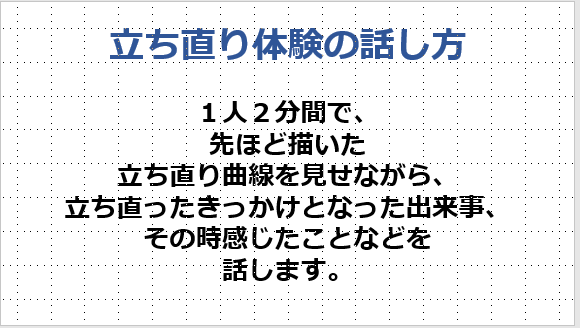 立ち直り体験の話し方
１人２分間で、
先ほど描いた
立ち直り曲線を見せながら、
立ち直ったきっかけとなった出来事、
その時感じたことなどを
話します。